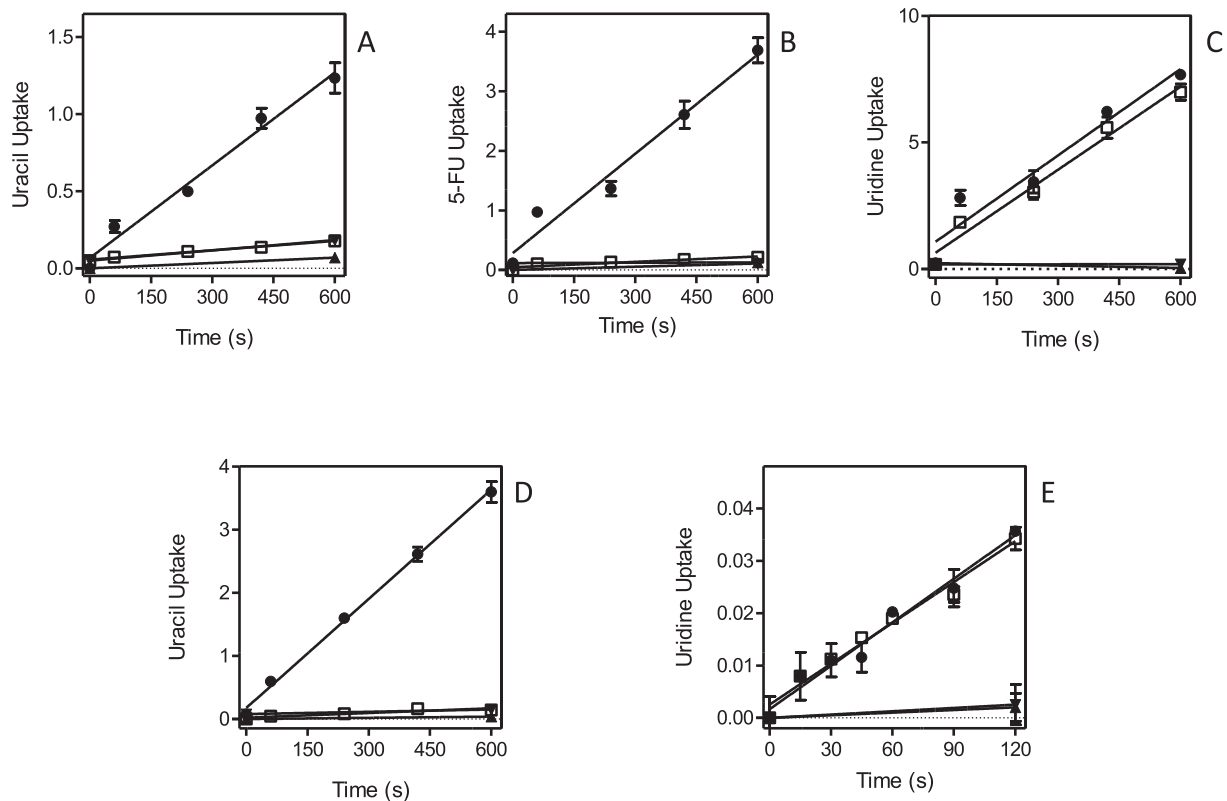 A
1.5
1.0
0.5
0.0
Uracil Uptake
0 150 300 450 600
Time (s)
B
4
3
2
1
0
5-FU Uptake
0 150 300 450 600
Time (s)
C
10
5
0
Uridine Uptake
0 150 300 450 600
Time (s)
D
4
3
2
1
0
Uracil Uptake
0 150 300 450 600
Time (s)
E
0.04
0.03
0.02
0.01
0.00
Uridine Uptake
0 30 60 90 120
Time (s)